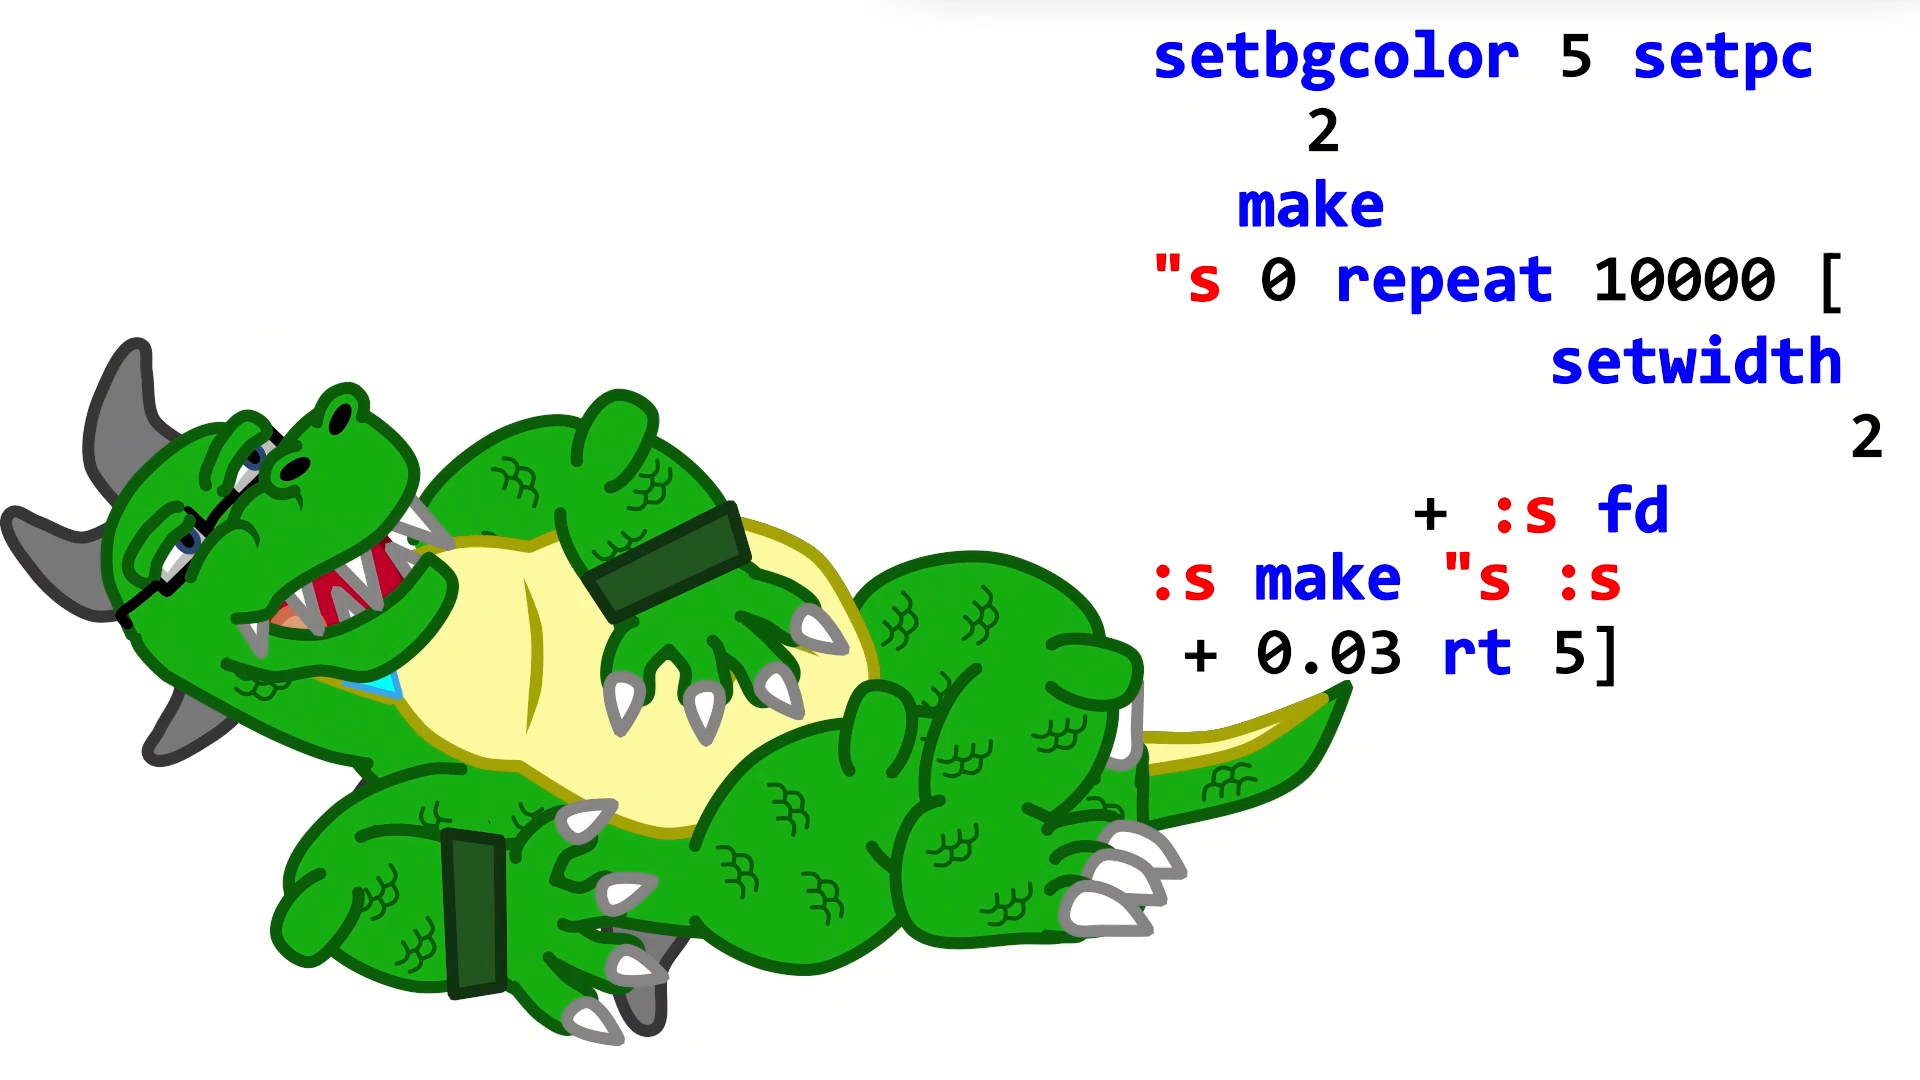 setbgcolor 5 setpc
2
make
"s 0 repeat 10000 [
setwidth
2
+ :s fd
:s make "s :s
+ 0.03 rt 5]